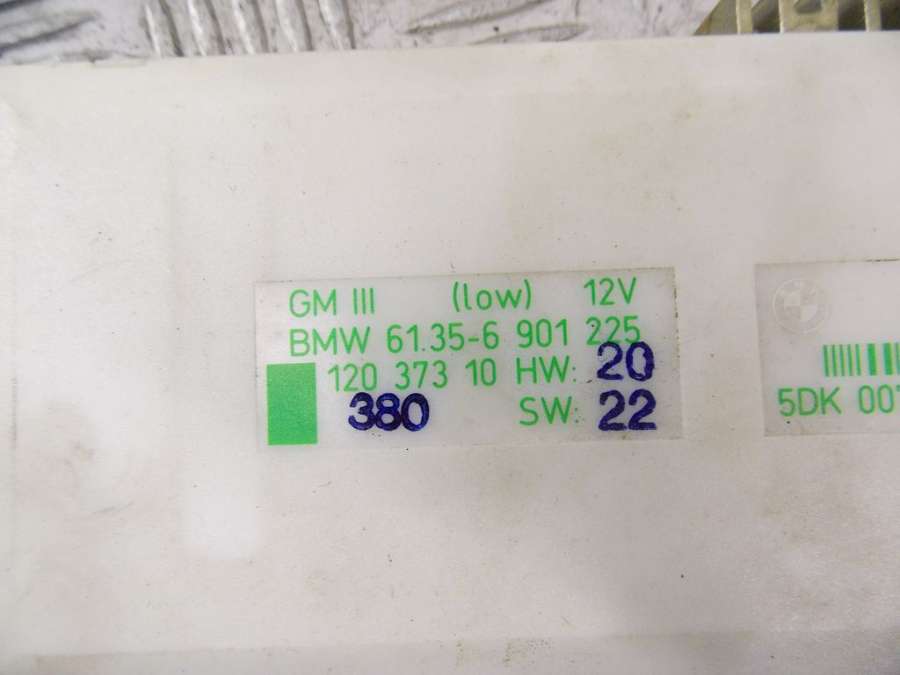 GM III (low) 12V
BMW 61.35-6 901 225
120 373 10 HW: 20
380 SW: 22
5DK 00